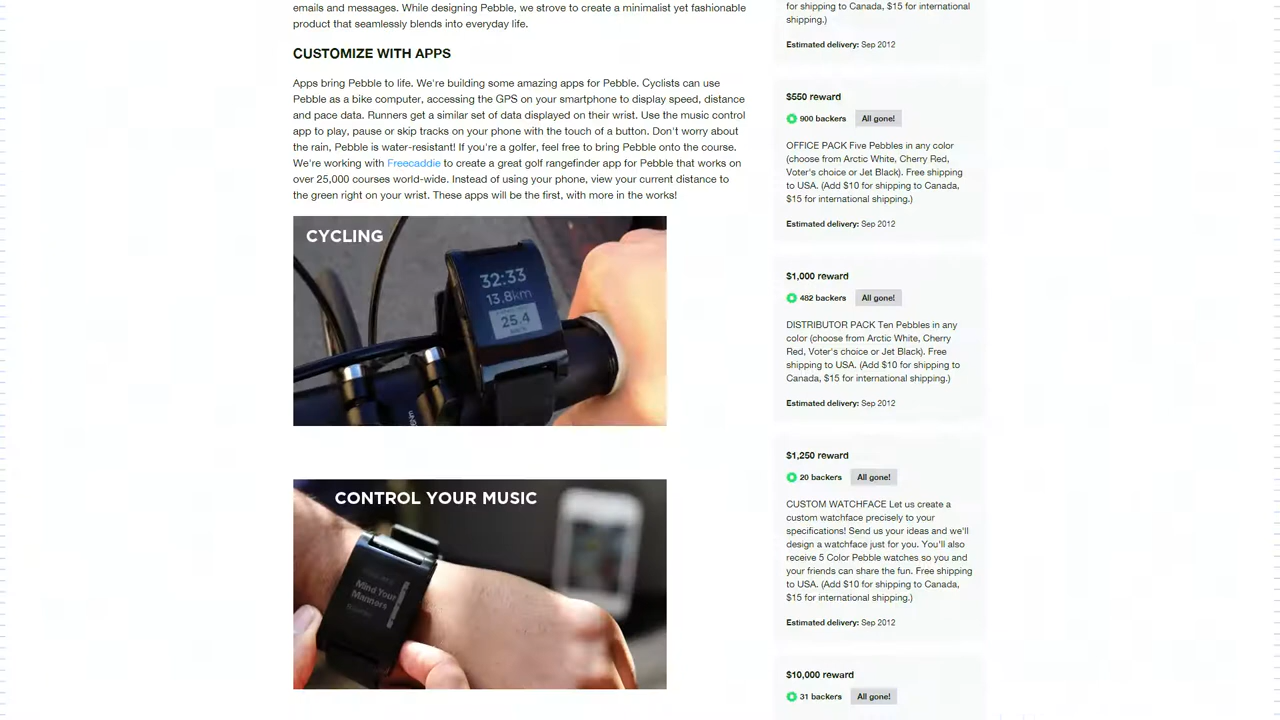 emails and messages. While designing Pebble, we strove to create a minimalist yet fashionable
product that seamlessly blends into everyday life.
CUSTOMIZE WITH APPS
Apps bring Pebble to life. We're building some amazing apps for Pebble. Cyclists can use
Pebble as a bike computer, accessing the GPS on your smartphone to display speed, distance
and pace data. Runners get a similar set of data displayed on their wrist. Use the music control
app to play, pause or skip tracks on your phone with the touch of a button. Don't worry about
the rain, Pebble is water-resistant! If you're a golfer, feel free to bring Pebble onto the course.
We're working with Freecaddie to create a great golf rangefinder app for Pebble that works on
over 25,000 courses world-wide. Instead of using your phone, view your current distance to
the green right on your wrist. These apps will be the first, with more in the works!
CYCLING
32:33
13.8km
25.4
CONTROL YOUR MUSIC
Mind Your
Manners
for shipping to Canada, $15 for international
shipping.)
Estimated delivery: Sep 2012
$550 reward
900 backers All gone!
OFFICE PACK Five Pebbles in any color
(choose from Arctic White, Cherry Red,
Voter's choice or Jet Black). Free shipping
to USA. (Add $10 for shipping to Canada,
$15 for international shipping.)
Estimated delivery: Sep 2012
$1,000 reward
482 backers All gone!
DISTRIBUTOR PACK Ten Pebbles in any
color (choose from Arctic White, Cherry
Red, Voter's choice or Jet Black). Free
shipping to USA. (Add $10 for shipping to
Canada, $15 for international shipping.)
Estimated delivery: Sep 2012
$1,250 reward
20 backers All gone!
CUSTOM WATCHFACE Let us create a
custom watchface precisely to your
specifications! Send us your ideas and we'll
design a watchface just for you. You'll also
receive 5 Color Pebble watches so you and
your friends can share the fun. Free shipping
to USA. (Add $10 for shipping to Canada,
$15 for international shipping.)
Estimated delivery: Sep 2012
$10,000 reward
31 backers All gone!